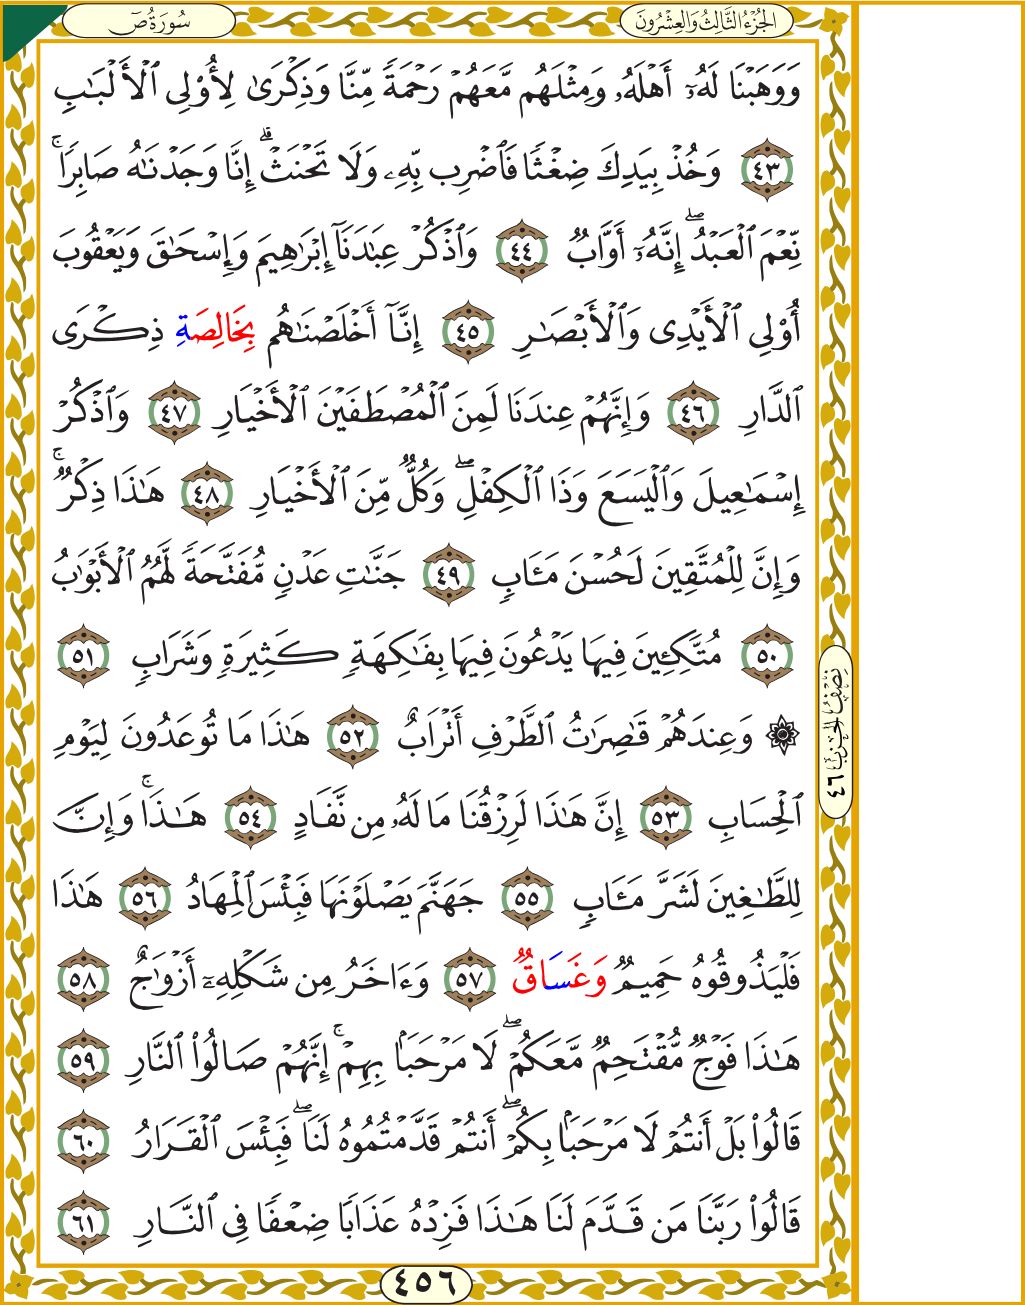 سُورَةُ صٓ
الجُزْءُ الثَّالِثُ وَالعِشْرُونَ
وَوَهَبْنَا لَهُۥٓ أَهْلَهُۥ وَمِثْلَهُم مَّعَهُمْ رَحْمَةً مِّنَّا وَذِكْرَىٰ لِأُوْلِى ٱلْأَلْبَٰبِ
٤٣ وَخُذْ بِيَدِكَ ضِغْثًا فَٱضْرِب بِّهِۦ وَلَا تَحْنَثْ ۗ إِنَّا وَجَدْنَٰهُ صَابِرًا ۚ
نِّعْمَ ٱلْعَبْدُ ۖ إِنَّهُۥٓ أَوَّابٌ ٤٤ وَٱذْكُرْ عِبَٰدَنَآ إِبْرَٰهِيمَ وَإِسْحَٰقَ وَيَعْقُوبَ
أُوْلِى ٱلْأَيْدِى وَٱلْأَبْصَٰرِ ٤٥ إِنَّآ أَخْلَصْنَٰهُم بِخَالِصَةِ ذِكْرَى
ٱلدَّارِ ٤٦ وَإِنَّهُمْ عِندَنَا لَمِنَ ٱلْمُصْطَفَيْنَ ٱلْأَخْيَارِ ٤٧ وَٱذْكُرْ
إِسْمَٰعِيلَ وَٱلْيَسَعَ وَذَا ٱلْكِفْلِ ۖ وَكُلٌّ مِّنَ ٱلْأَخْيَارِ ٤٨ هَٰذَا ذِكْرٌ ۚ
وَإِنَّ لِلْمُتَّقِينَ لَحُسْنَ مَـَٔابٍ ٤٩ جَنَّٰتِ عَدْنٍ مُّفَتَّحَةً لَّهُمُ ٱلْأَبْوَٰبُ
٥٠ مُتَّكِـِٔينَ فِيهَا يَدْعُونَ فِيهَا بِفَٰكِهَةٍ كَثِيرَةٍ وَشَرَابٍ ٥١
۞ وَعِندَهُمْ قَٰصِرَٰتُ ٱلطَّرْفِ أَتْرَابٌ ٥٢ هَٰذَا مَا تُوعَدُونَ لِيَوْمِ
ٱلْحِسَابِ ٥٣ إِنَّ هَٰذَا لَرِزْقُنَا مَا لَهُۥ مِن نَّفَادٍ ٥٤ هَٰذَا ۚ وَإِنَّ
لِلطَّٰغِينَ لَشَرَّ مَـَٔابٍ ٥٥ جَهَنَّمَ يَصْلَوْنَهَا فَبِئْسَ ٱلْمِهَادُ ٥٦ هَٰذَا
فَلْيَذُوقُوهُ حَمِيمٌ وَغَسَاقٌ ٥٧ وَءَاخَرُ مِن شَكْلِهِۦٓ أَزْوَٰجٌ ٥٨
هَٰذَا فَوْجٌ مُّقْتَحِمٌ مَّعَكُمْ ۖ لَا مَرْحَبًۢا بِهِمْ ۚ إِنَّهُمْ صَالُوا۟ ٱلنَّارِ ٥٩
قَالُوا۟ بَلْ أَنتُمْ لَا مَرْحَبًۢا بِكُمْ ۖ أَنتُمْ قَدَّمْتُمُوهُ لَنَا ۖ فَبِئْسَ ٱلْقَرَارُ ٦٠
قَالُوا۟ رَبَّنَا مَن قَدَّمَ لَنَا هَٰذَا فَزِدْهُ عَذَابًا ضِعْفًا فِى ٱلنَّارِ ٦١
نِصْفُ الحِزْبِ ٤٦
٤٥٦